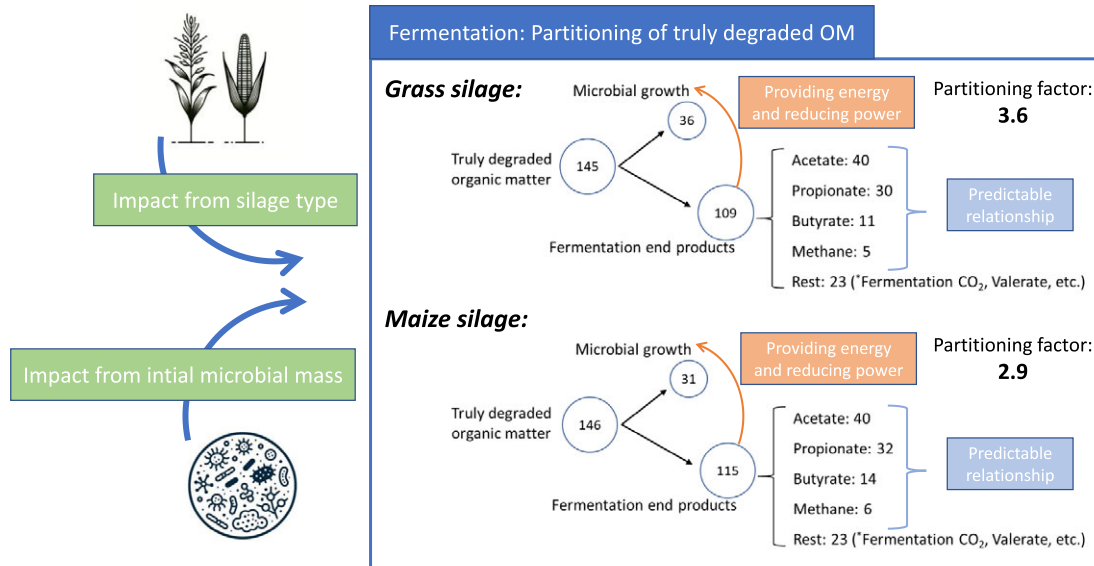 Fermentation: Partitioning of truly degraded OM
Impact from silage type
Impact from intial microbial mass
Grass silage:
Microbial growth
36
Providing energy
and reducing power
Partitioning factor:
3.6
Truly degraded
organic matter
145
109
Fermentation end products
Acetate: 40
Propionate: 30
Butyrate: 11
Methane: 5
Rest: 23 (*Fermentation CO₂, Valerate, etc.)
Predictable
relationship
Maize silage:
Microbial growth
31
Providing energy
and reducing power
Partitioning factor:
2.9
Truly degraded
organic matter
146
115
Fermentation end products
Acetate: 40
Propionate: 32
Butyrate: 14
Methane: 6
Rest: 23 (*Fermentation CO₂, Valerate, etc.)
Predictable
relationship